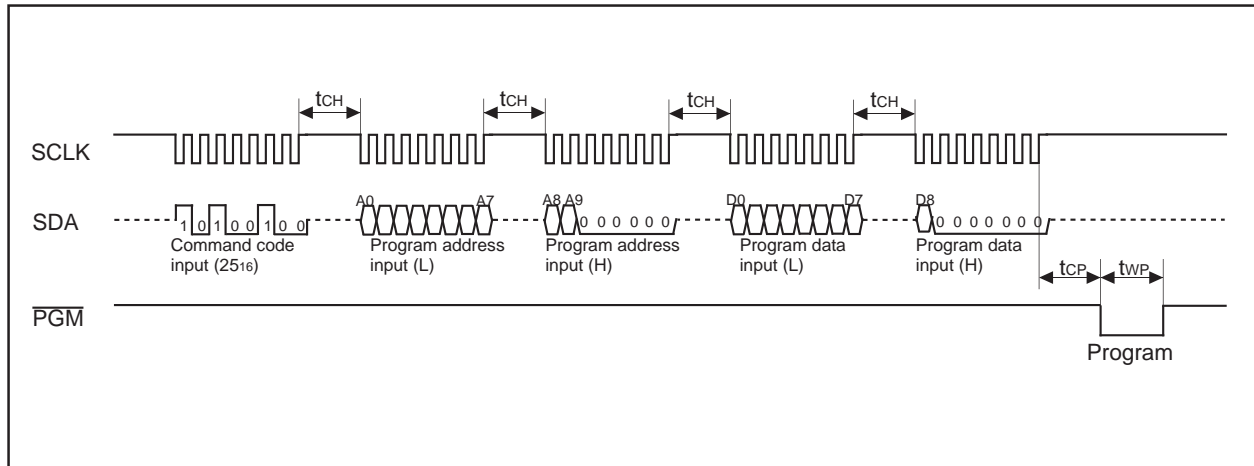 tCH tCH tCH tCH
SCLK
A0 A7 A8 A9 D0 D7 D8
SDA
1 0 1 0 0 1 0 0
0 0 0 0 0 0
0 0 0 0 0 0 0
Command code
input (2516)
Program address
input (L)
Program address
input (H)
Program data
input (L)
Program data
input (H)
tCP tWP
PGM
Program